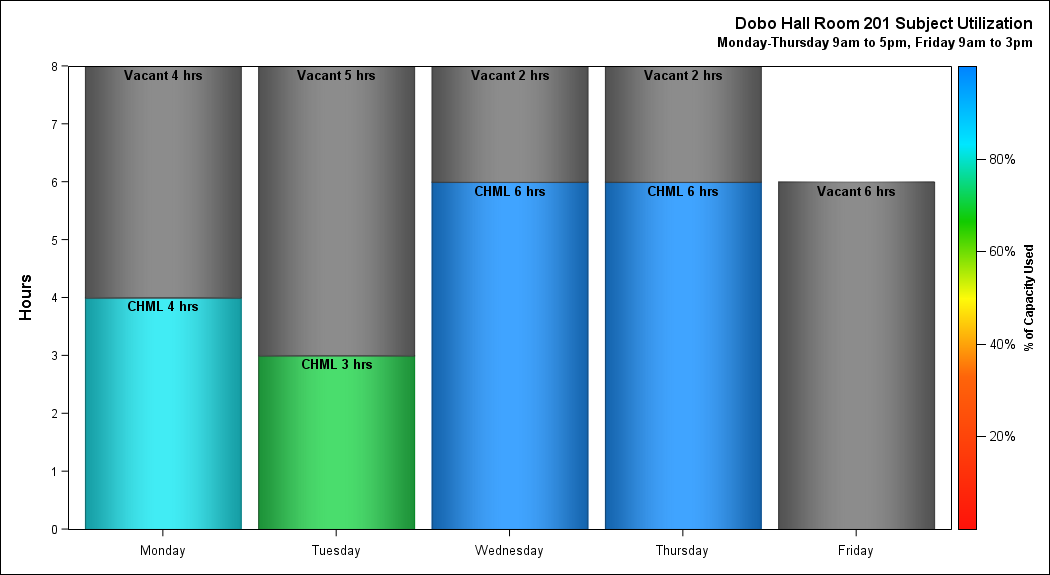 Dobo Hall Room 201 Subject Utilization
Monday-Thursday 9am to 5pm, Friday 9am to 3pm
Hours
8
7
6
5
4
3
2
1
0
Vacant 4 hrs
CHML 4 hrs
Vacant 5 hrs
CHML 3 hrs
Vacant 2 hrs
CHML 6 hrs
Vacant 2 hrs
CHML 6 hrs
Vacant 6 hrs
Monday
Tuesday
Wednesday
Thursday
Friday
80%
60%
40%
20%
% of Capacity Used